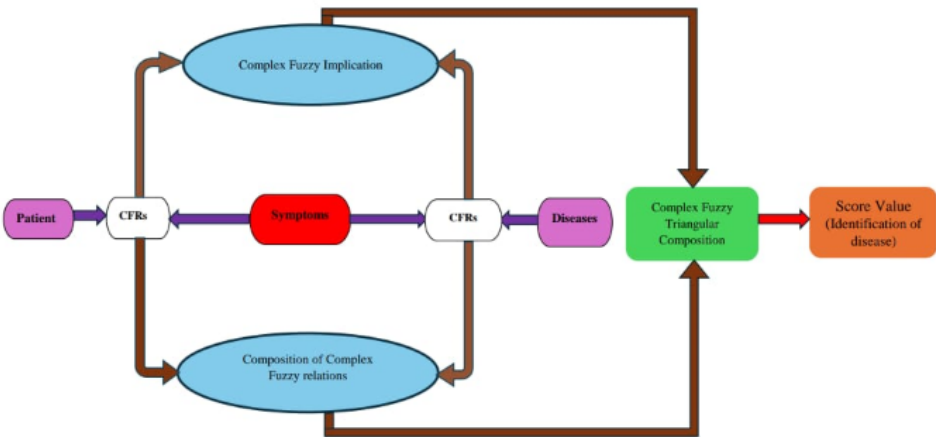 Complex Fuzzy Implication
Patient
CFRs
Symptoms
CFRs
Diseases
Complex Fuzzy
Triangular
Composition
Score Value
(Identification of
disease)
Composition of Complex
Fuzzy relations